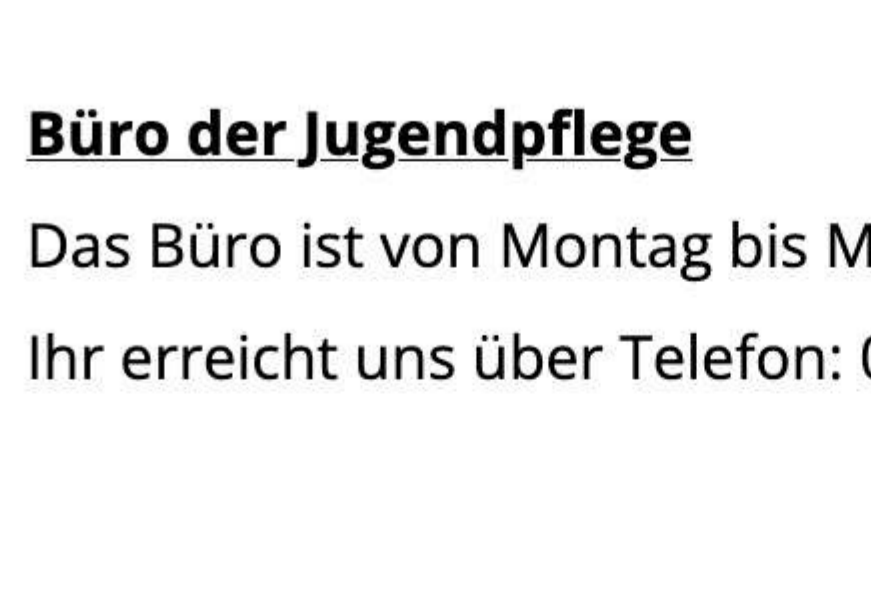 Büro der Jugendpflege
Das Büro ist von Montag bis
Ihr erreicht uns über Telefon: